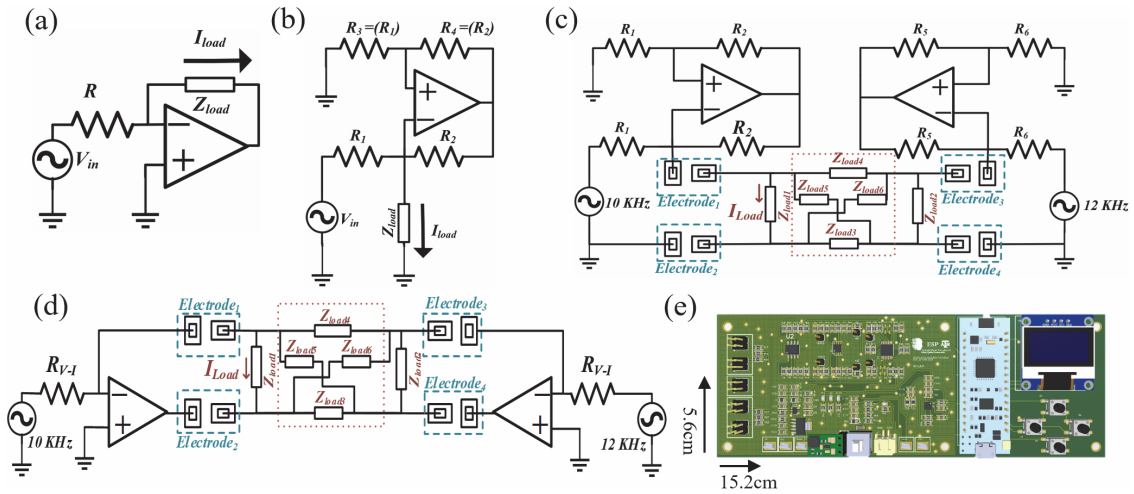 (a)
I_load
R
Z_load
V_in
(b)
R_3=(R_1)
R_4=(R_2)
R_1
R_2
V_in
Z_load
I_load
(c)
R_1
R_2
R_5
R_6
R_1
R_2
R_5
R_6
Z_load4
Electrode_1
Z_load5
Z_load6
Electrode_3
10 KHz
I_Load
Z_load1
Z_load2
12 KHz
Z_load3
Electrode_2
Electrode_4
(d)
Electrode_1
Electrode_3
Z_load4
R_V-I
Z_load5
Z_load6
R_V-I
I_Load
Z_load1
Z_load2
Electrode_4
Z_load3
10 KHz
Electrode_2
12 KHz
(e)
U2
ESP
5.6cm
15.2cm